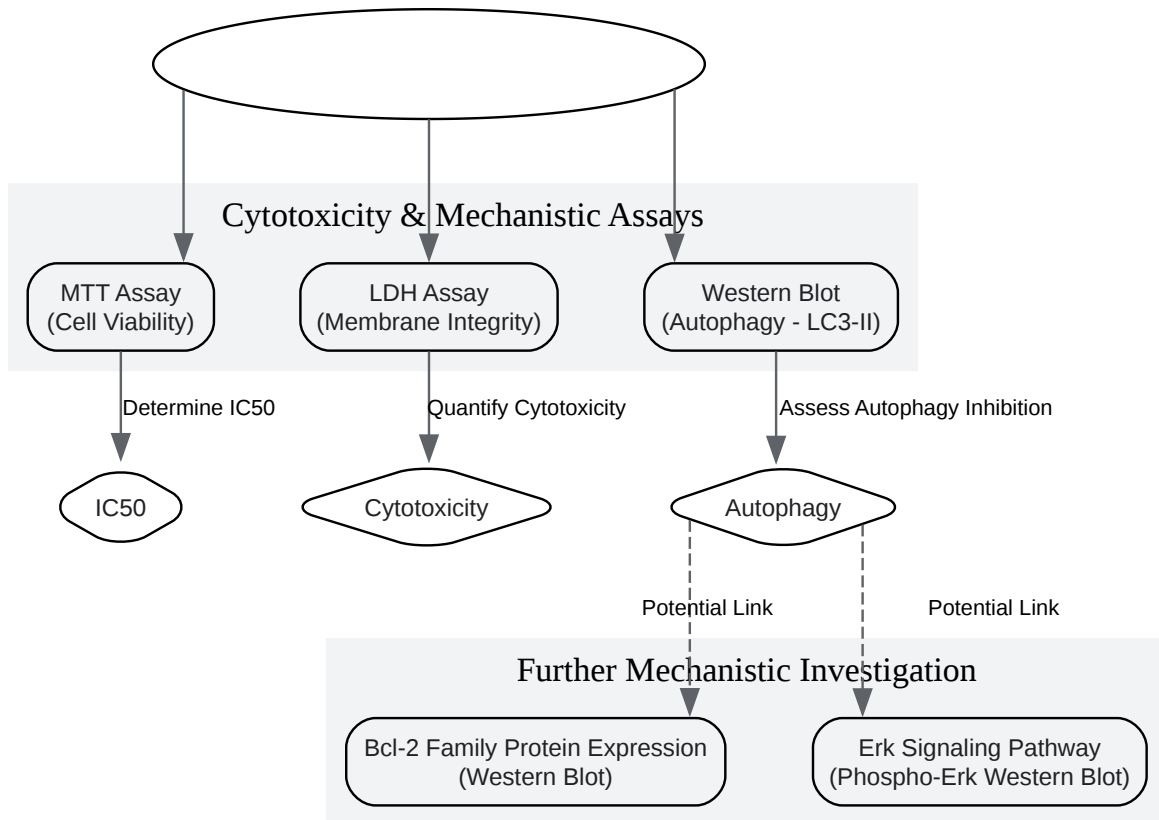 Cytotoxicity & Mechanistic Assays
MTT Assay
(Cell Viability)
LDH Assay
(Membrane Integrity)
Western Blot
(Autophagy - LC3-II)
Determine IC50
Quantify Cytotoxicity
Assess Autophagy Inhibition
IC50
Cytotoxicity
Autophagy
Potential Link
Potential Link
Further Mechanistic Investigation
Bcl-2 Family Protein Expression
(Western Blot)
Erk Signaling Pathway
(Phospho-Erk Western Blot)